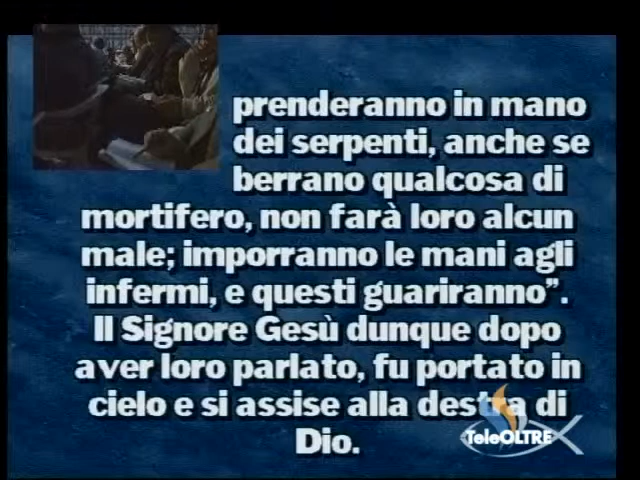 prenderanno in mano
dei serpenti, anche se
berrano qualcosa di
mortifero, non farà loro alcun
male; imporranno le mani agli
infermi, e questi guariranno”.
Il Signore Gesù dunque dopo
aver loro parlato, fu portato in
cielo e si assise alla destra di
Dio.
TeleOLTRE